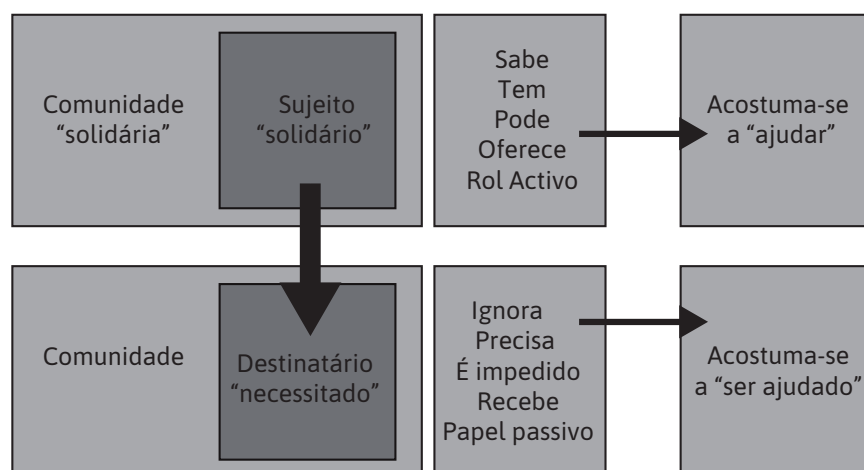 Comunidade
“solidária”
Sujeito
“solidário”
Sabe
Tem
Pode
Oferece
Rol Activo
Acostuma-se
a “ajudar”
Comunidade
Destinatário
“necessitado”
Ignora
Precisa
É impedido
Recebe
Papel passivo
Acostuma-se
a “ser ajudado”